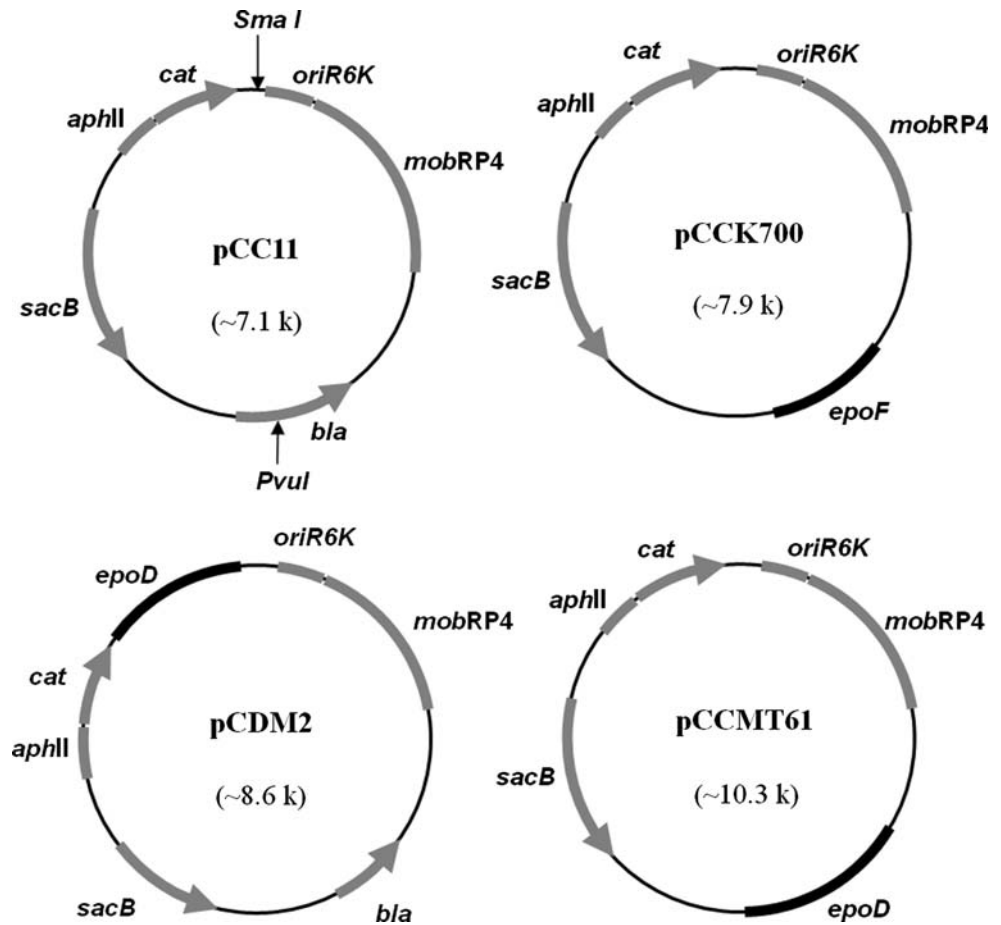 Sma I
cat
oriR6K
aphII
mobRP4
pCC11
(~7.1 k)
sacB
bla
PvuI
cat
oriR6K
aphII
mobRP4
pCCK700
(~7.9 k)
sacB
epoF
oriR6K
epoD
mobRP4
cat
aphII
pCDM2
(~8.6 k)
sacB
bla
cat
oriR6K
aphII
mobRP4
pCCMT61
(~10.3 k)
sacB
epoD